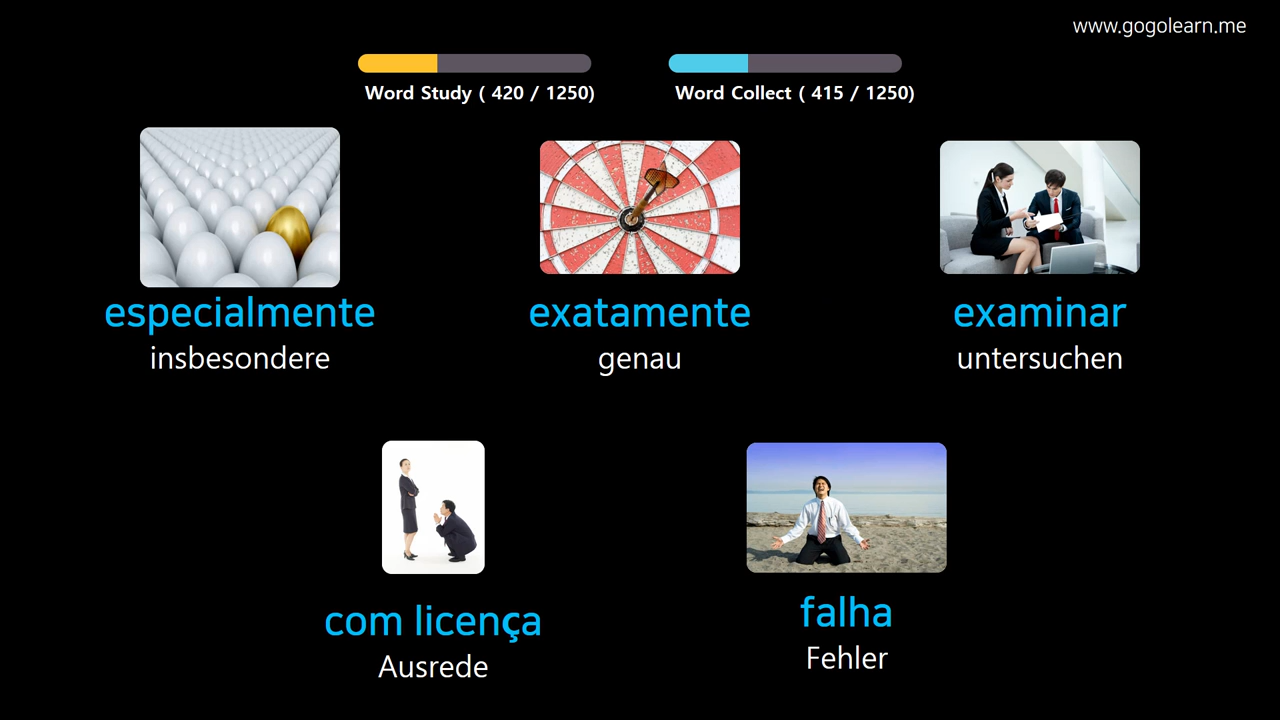 www.gogolearn.me
Word Study ( 420 / 1250)
Word Collect ( 415 / 1250)
especialmente
insbesondere
exatamente
genau
examinar
untersuchen
com licença
Ausrede
falha
Fehler